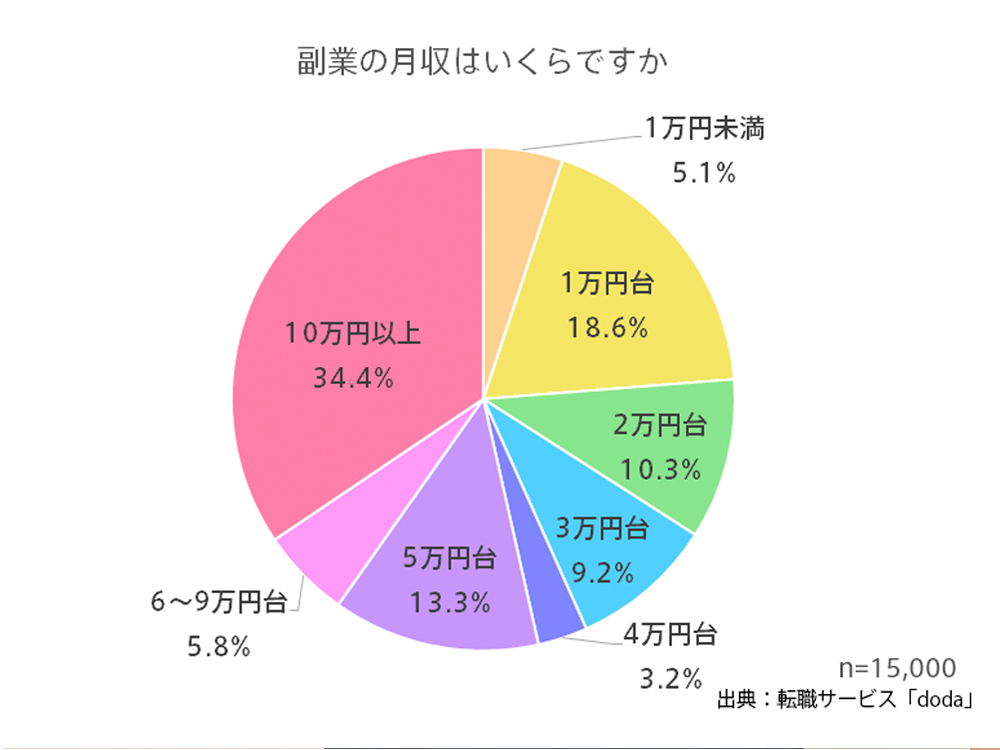 副業の月収はいくらですか
1万円未満
5.1%
1万円台
18.6%
10万円以上
34.4%
2万円台
10.3%
3万円台
9.2%
5万円台
13.3%
6〜9万円台
5.8%
4万円台
3.2%
n=15,000
出典：転職サービス「doda」